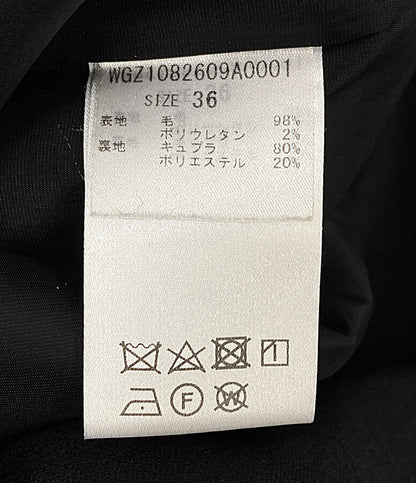 WGZ1082609A0001
SIZE 36
表地 毛 98%
ポリウレタン 2%
裏地 キュプラ 80%
ポリエステル 20%
F W